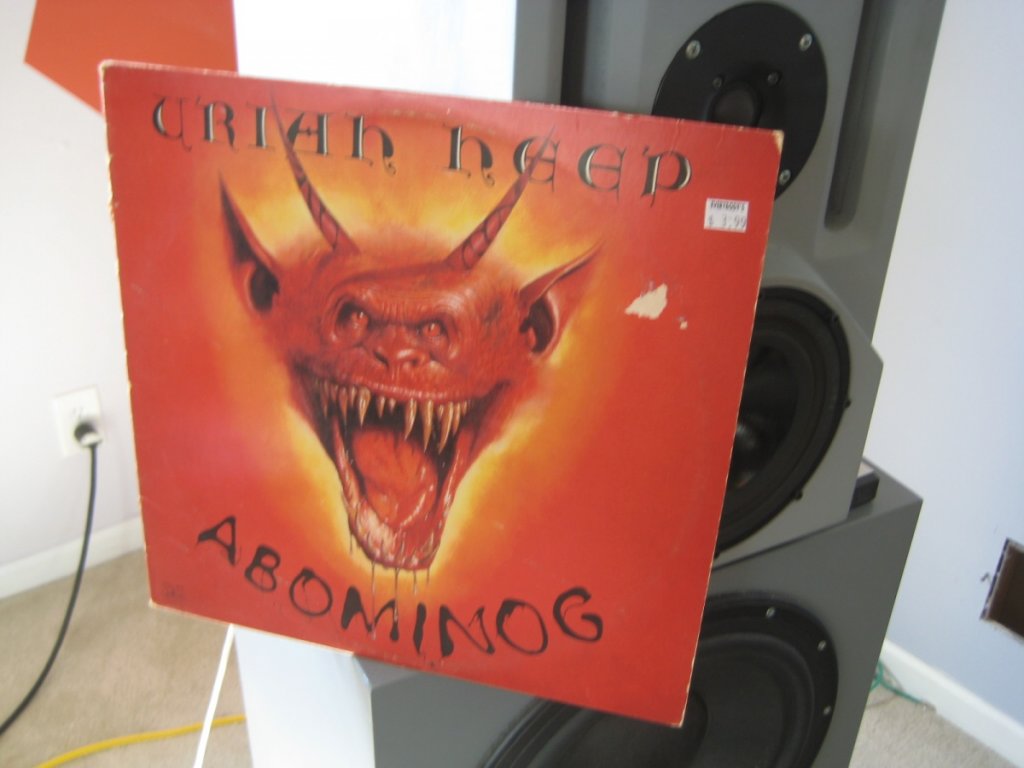 URIAH HEEP
$ 3.99
ABOMINOG